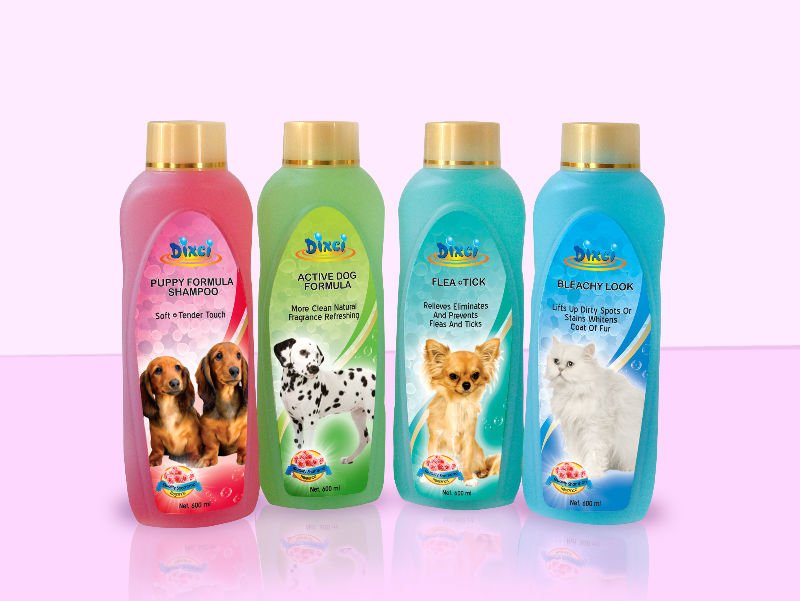 Dixci
PUPPY FORMULA
SHAMPOO
Soft & Tender Touch
Net. 600 ml
Dixci
ACTIVE DOG
FORMULA
More Clean Natural
Fragrance Refreshing
Net. 600 ml
Dixci
FLEA & TICK
Relieves Eliminates
And Prevents
Fleas And Ticks
Net. 600 ml
Dixci
BLEACHY LOOK
Lifts Up Dirty Spots Or
Stains Whitens
Coat Of Fur
Net. 600 ml